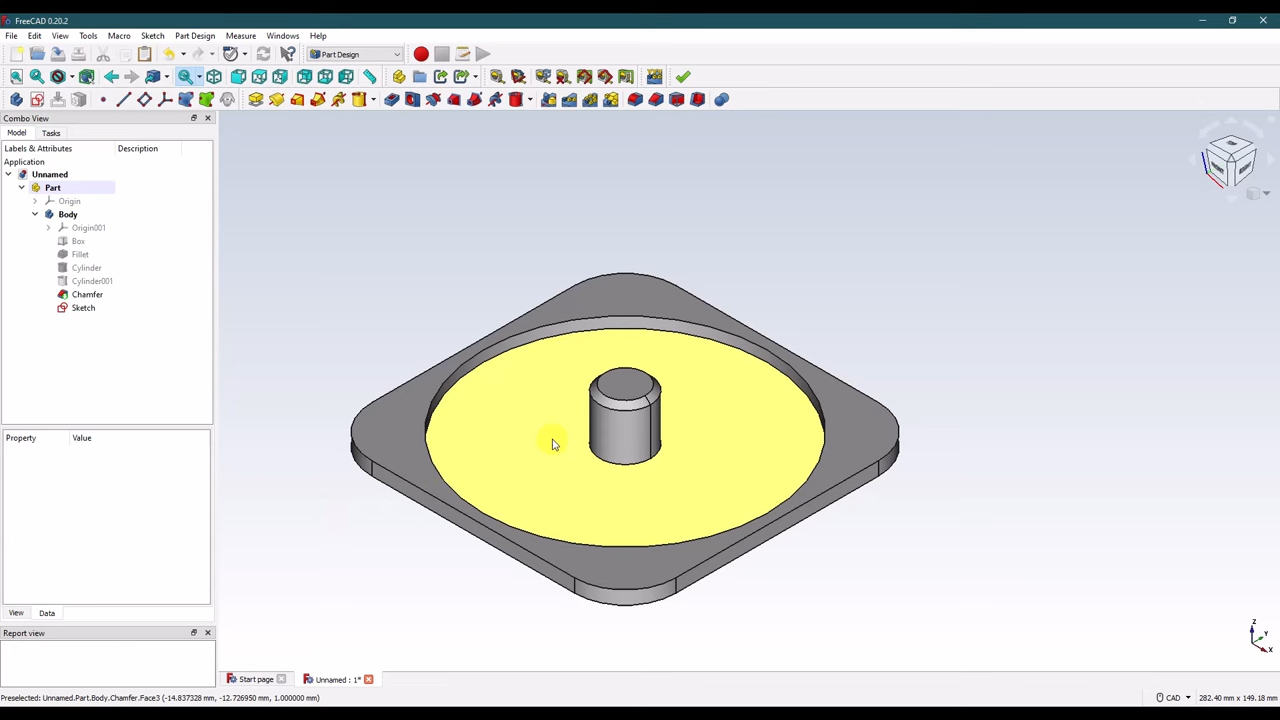 FreeCAD 0.20.2
File Edit View Tools Macro Sketch Part Design Measure Windows Help
Part Design
Combo View
Model Tasks
Labels & Attributes Description
Application
Unnamed
Part
Origin
Body
Origin001
Box
Fillet
Cylinder
Cylinder001
Chamfer
Sketch
Property Value
View Data
Report view
Start page Unnamed : 1*
Z
Y
X
Preselected: Unnamed.Part.Body.Chamfer.Face3 (-14.837328 mm, -12.726950 mm, 1.000000 mm) CAD 282.40 mm x 149.18 mm